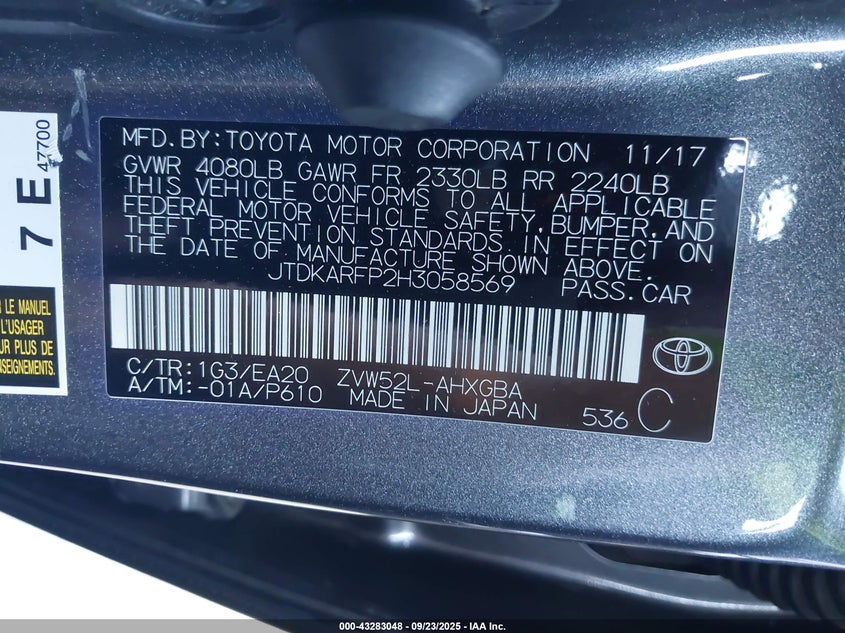 MFD.BY:TOYOTA MOTOR CORPORATION 11/17
GVWR 4080LB GAWR FR 2330LB RR 2240LB
THIS VEHICLE CONFORMS TO ALL APPLICABLE
FEDERAL MOTOR VEHICLE SAFETY,BUMPER,AND
THEFT PREVENTION STANDARDS IN EFFECT ON
THE DATE OF MANUFACTURE SHOWN ABOVE.
JTDKARFP2H3058569 PASS.CAR
C/TR:1G3/EA20 ZVW52L-AHXGBA
A/TM:-01A/P610 MADE IN JAPAN 536 C
7 E 47700
LE MANUEL
L'USAGER
PLUS DE
000-43283048 - 09/23/2025 - IAA Inc.